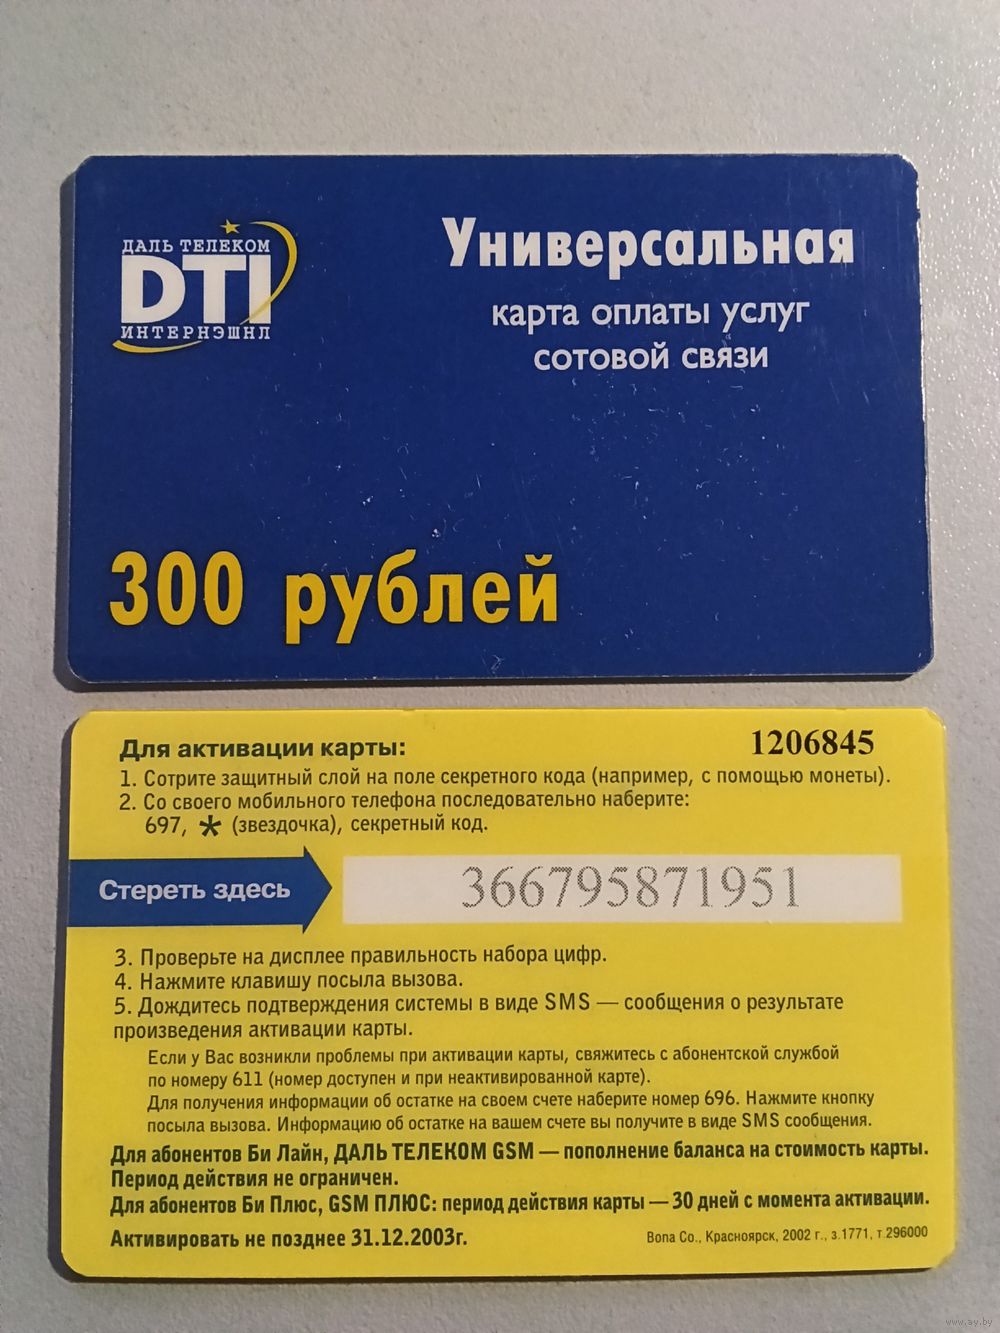 ДАЛЬ ТЕЛЕКОМ
DTI
ИНТЕРНЭШНЛ
Универсальная
карта оплаты услуг
сотовой связи
300 рублей
Для активации карты:
1206845
1. Сотрите защитный слой на поле секретного кода (например, с помощью монеты).
2. Со своего мобильного телефона последовательно наберите:
697, * (звездочка), секретный код.
Стереть здесь
366795871951
3. Проверьте на дисплее правильность набора цифр.
4. Нажмите клавишу посыла вызова.
5. Дождитесь подтверждения системы в виде SMS — сообщения о результате
произведения активации карты.
Если у Вас возникли проблемы при активации карты, свяжитесь с абонентской службой
по номеру 611 (номер доступен и при неактивированной карте).
Для получения информации об остатке на своем счете наберите номер 696. Нажмите кнопку
посыла вызова. Информацию об остатке на вашем счете вы получите в виде SMS сообщения.
Для абонентов Би Лайн, ДАЛЬ ТЕЛЕКОМ GSM — пополнение баланса на стоимость карты.
Период действия не ограничен.
Для абонентов Би Плюс, GSM ПЛЮС: период действия карты — 30 дней с момента активации.
Активировать не позднее 31.12.2003г.
Bona Co., Красноярск, 2002 г., з.1771, т.296000
www.ay.by